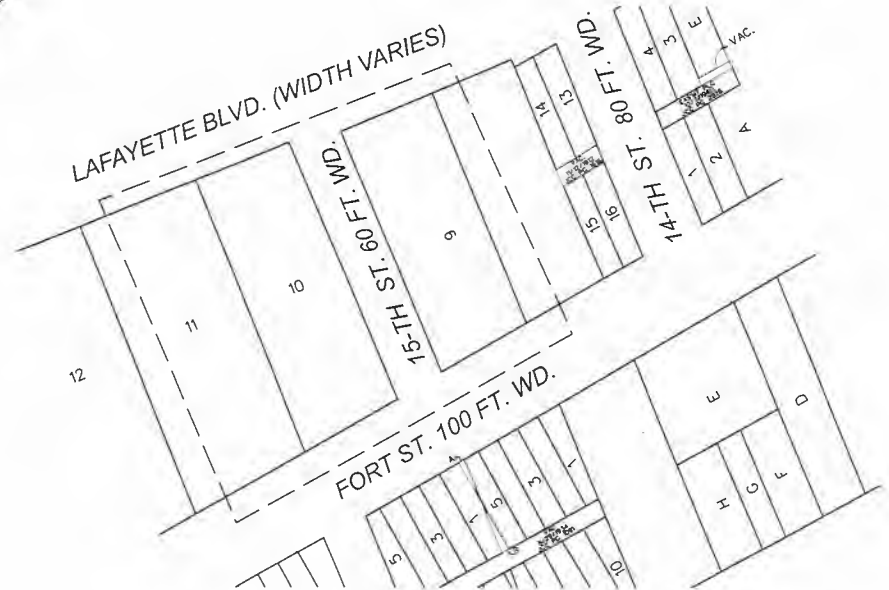 LAFAYETTE BLVD. (WIDTH VARIES)
15-TH ST. 60 FT. WD.
14-TH ST. 80 FT. WD.
FORT ST. 100 FT. WD.
VAC.
4
3
E
1
2
A
14
13
15
16
9
10
11
12
5
3
1
5
3
1
10
E
D
H
G
F